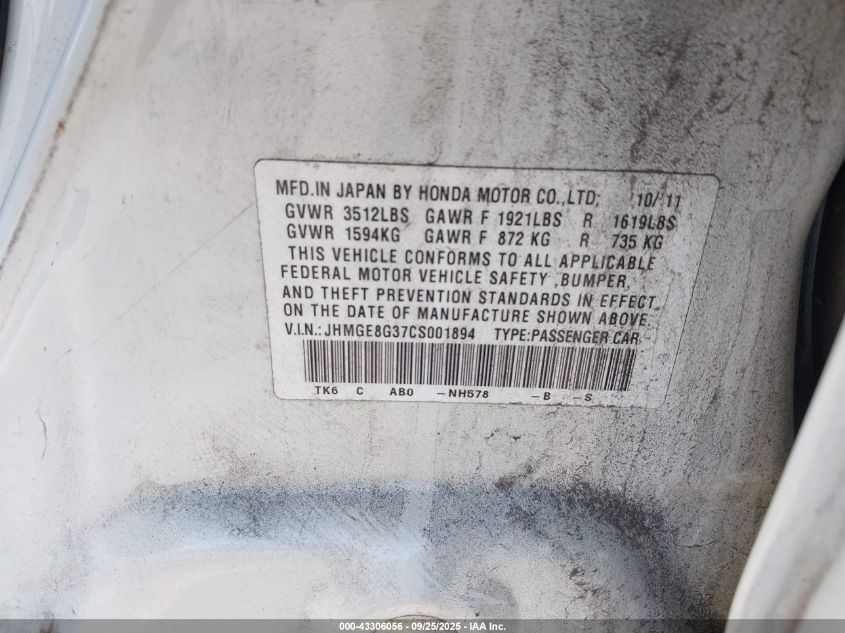 MFD.IN JAPAN BY HONDA MOTOR CO.,LTD; 10/ 11
GVWR 3512LBS GAWR F 1921LBS R 1619LBS
GVWR 1594KG GAWR F 872 KG R 735 KG
THIS VEHICLE CONFORMS TO ALL APPLICABLE
FEDERAL MOTOR VEHICLE SAFETY ,BUMPER,
AND THEFT PREVENTION STANDARDS IN EFFECT
ON THE DATE OF MANUFACTURE SHOWN ABOVE.
V.I.N.:JHMGE8G37CS001894 TYPE:PASSENGER CAR
TK6 C AB0 -NH578 -B -S
000-43306056 - 09/25/2025 - IAA Inc.